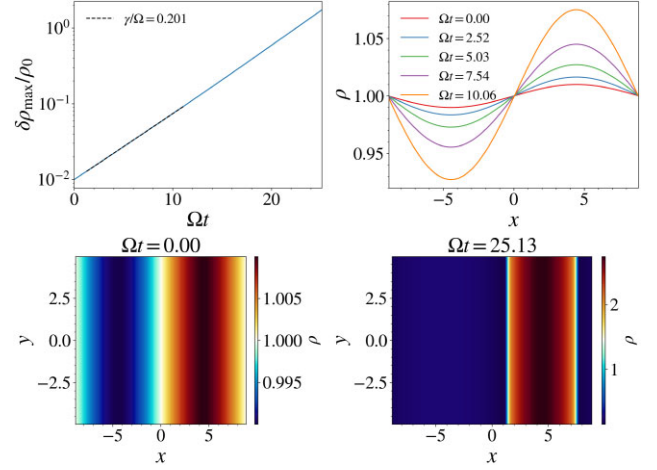 γ/Ω = 0.201
10⁰
10⁻¹
10⁻²
δρmax/ρ0
0 10 20
Ωt
Ωt = 0.00
Ωt = 2.52
Ωt = 5.03
Ωt = 7.54
Ωt = 10.06
1.05
1.00
0.95
ρ
−5 0 5
x
Ωt = 0.00
2.5
0.0
−2.5
y
−5 0 5
x
1.005
1.000
0.995
ρ
Ωt = 25.13
2.5
0.0
−2.5
y
−5 0 5
x
2
1
ρ